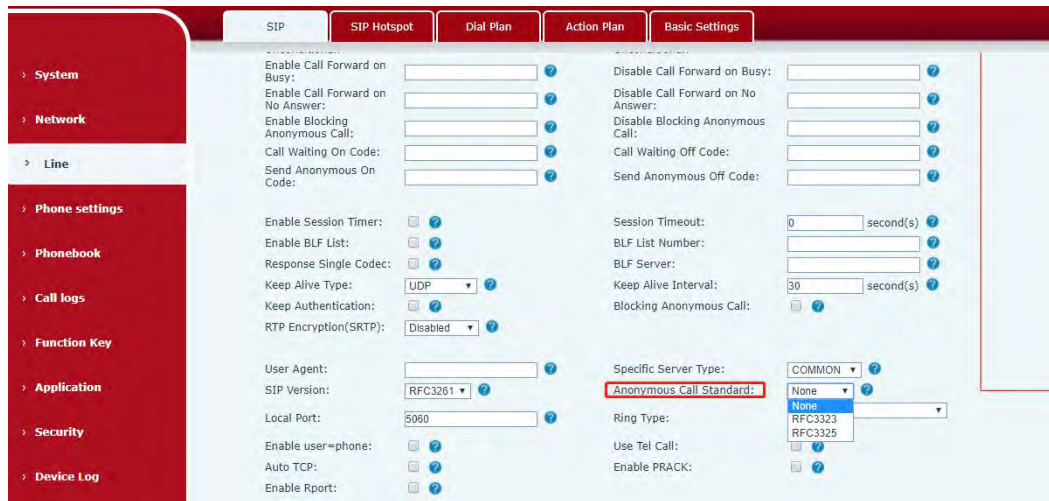 SIP
SIP Hotspot
Dial Plan
Action Plan
Basic Settings
System
Network
Line
Phone settings
Phonebook
Call logs
Function Key
Application
Security
Device Log
Enable Call Forward on
Busy:
Disable Call Forward on Busy:
Enable Call Forward on
No Answer:
Disable Call Forward on No
Answer:
Enable Blocking
Anonymous Call:
Disable Blocking Anonymous
Call:
Call Waiting On Code:
Call Waiting Off Code:
Send Anonymous On
Code:
Send Anonymous Off Code:
Enable Session Timer:
Session Timeout: 0 second(s)
Enable BLF List:
BLF List Number:
Response Single Codec:
BLF Server:
Keep Alive Type: UDP
Keep Alive Interval: 30 second(s)
Keep Authentication:
Blocking Anonymous Call:
RTP Encryption(SRTP): Disabled
User Agent:
Specific Server Type: COMMON
SIP Version: RFC3261
Anonymous Call Standard: None
None
RFC3323
RFC3325
Local Port: 5060
Ring Type:
Enable user=phone:
Use Tel Call:
Auto TCP:
Enable PRACK:
Enable Rport: